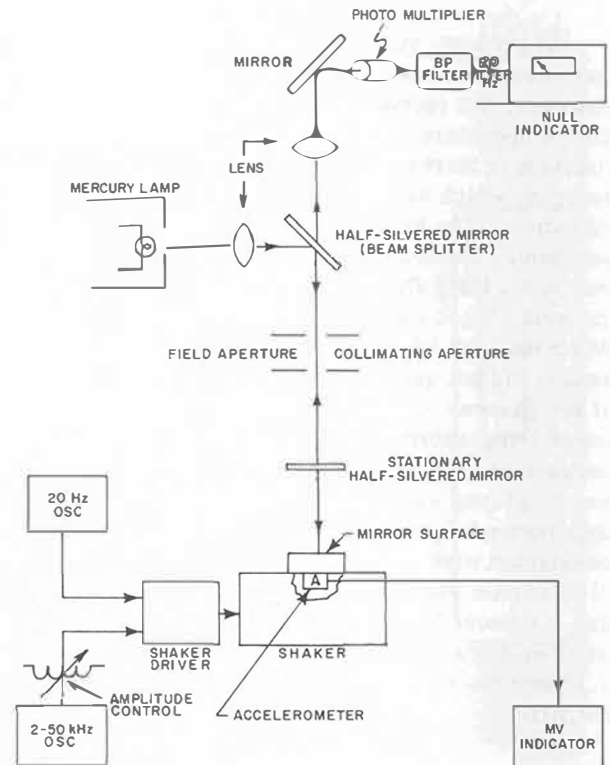 PHOTO MULTIPLIER
MIRROR
BP
FILTER
20
Hz
NULL
INDICATOR
LENS
MERCURY LAMP
HALF-SILVERED MIRROR
(BEAM SPLITTER)
FIELD APERTURE
COLLIMATING APERTURE
STATIONARY
HALF-SILVERED MIRROR
20 Hz
OSC
MIRROR SURFACE
A
SHAKER
DRIVER
SHAKER
AMPLITUDE
CONTROL
ACCELEROMETER
2-50 kHz
OSC
MV
INDICATOR